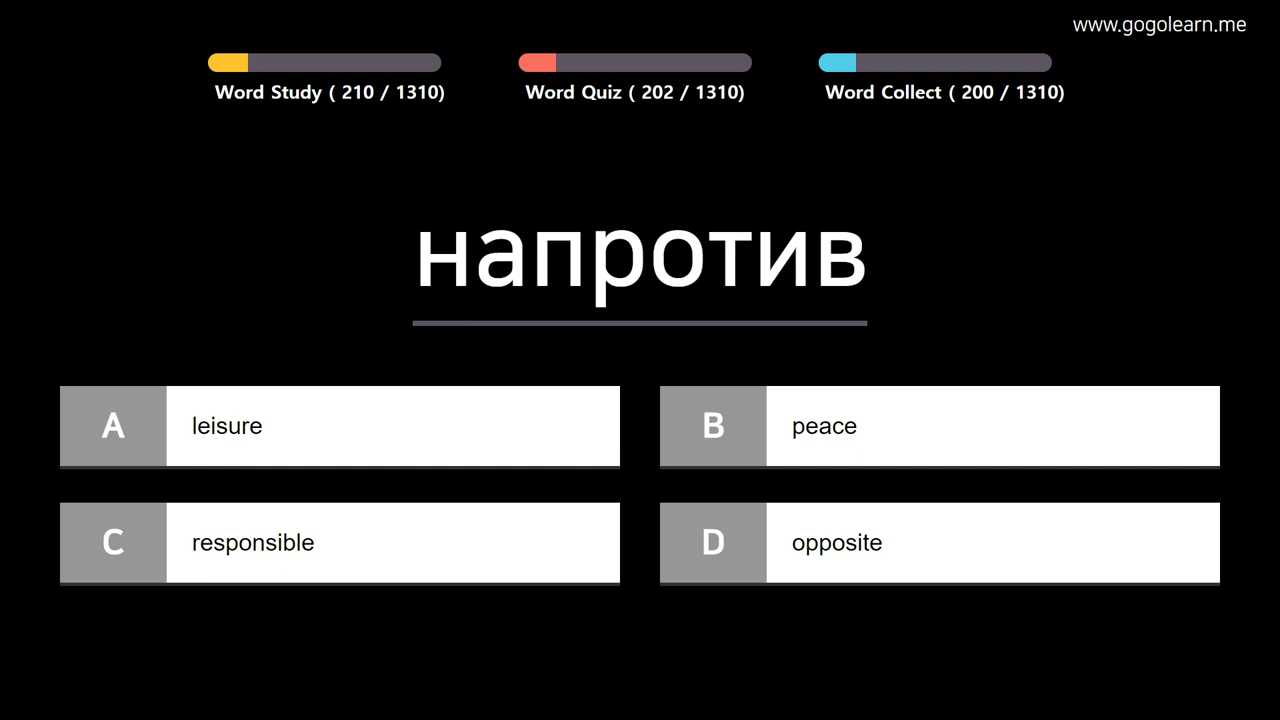 www.gogolearn.me
Word Study ( 210 / 1310)
Word Quiz ( 202 / 1310)
Word Collect ( 200 / 1310)
напротив
A leisure
B peace
C responsible
D opposite